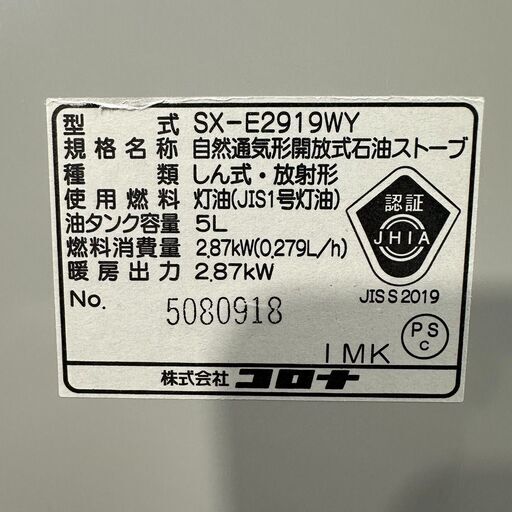 型式 SX-E2919WY
規格名称 自然通気形開放式石油ストーブ
種類 しん式・放射形
使用燃料 灯油(JIS1号灯油)
油タンク容量 5L
燃料消費量 2.87kW(0.279L/h)
暖房出力 2.87kW
No. 5080918
認証
JHIA
JIS S 2019
PS
C
IMK
株式会社 コロナ